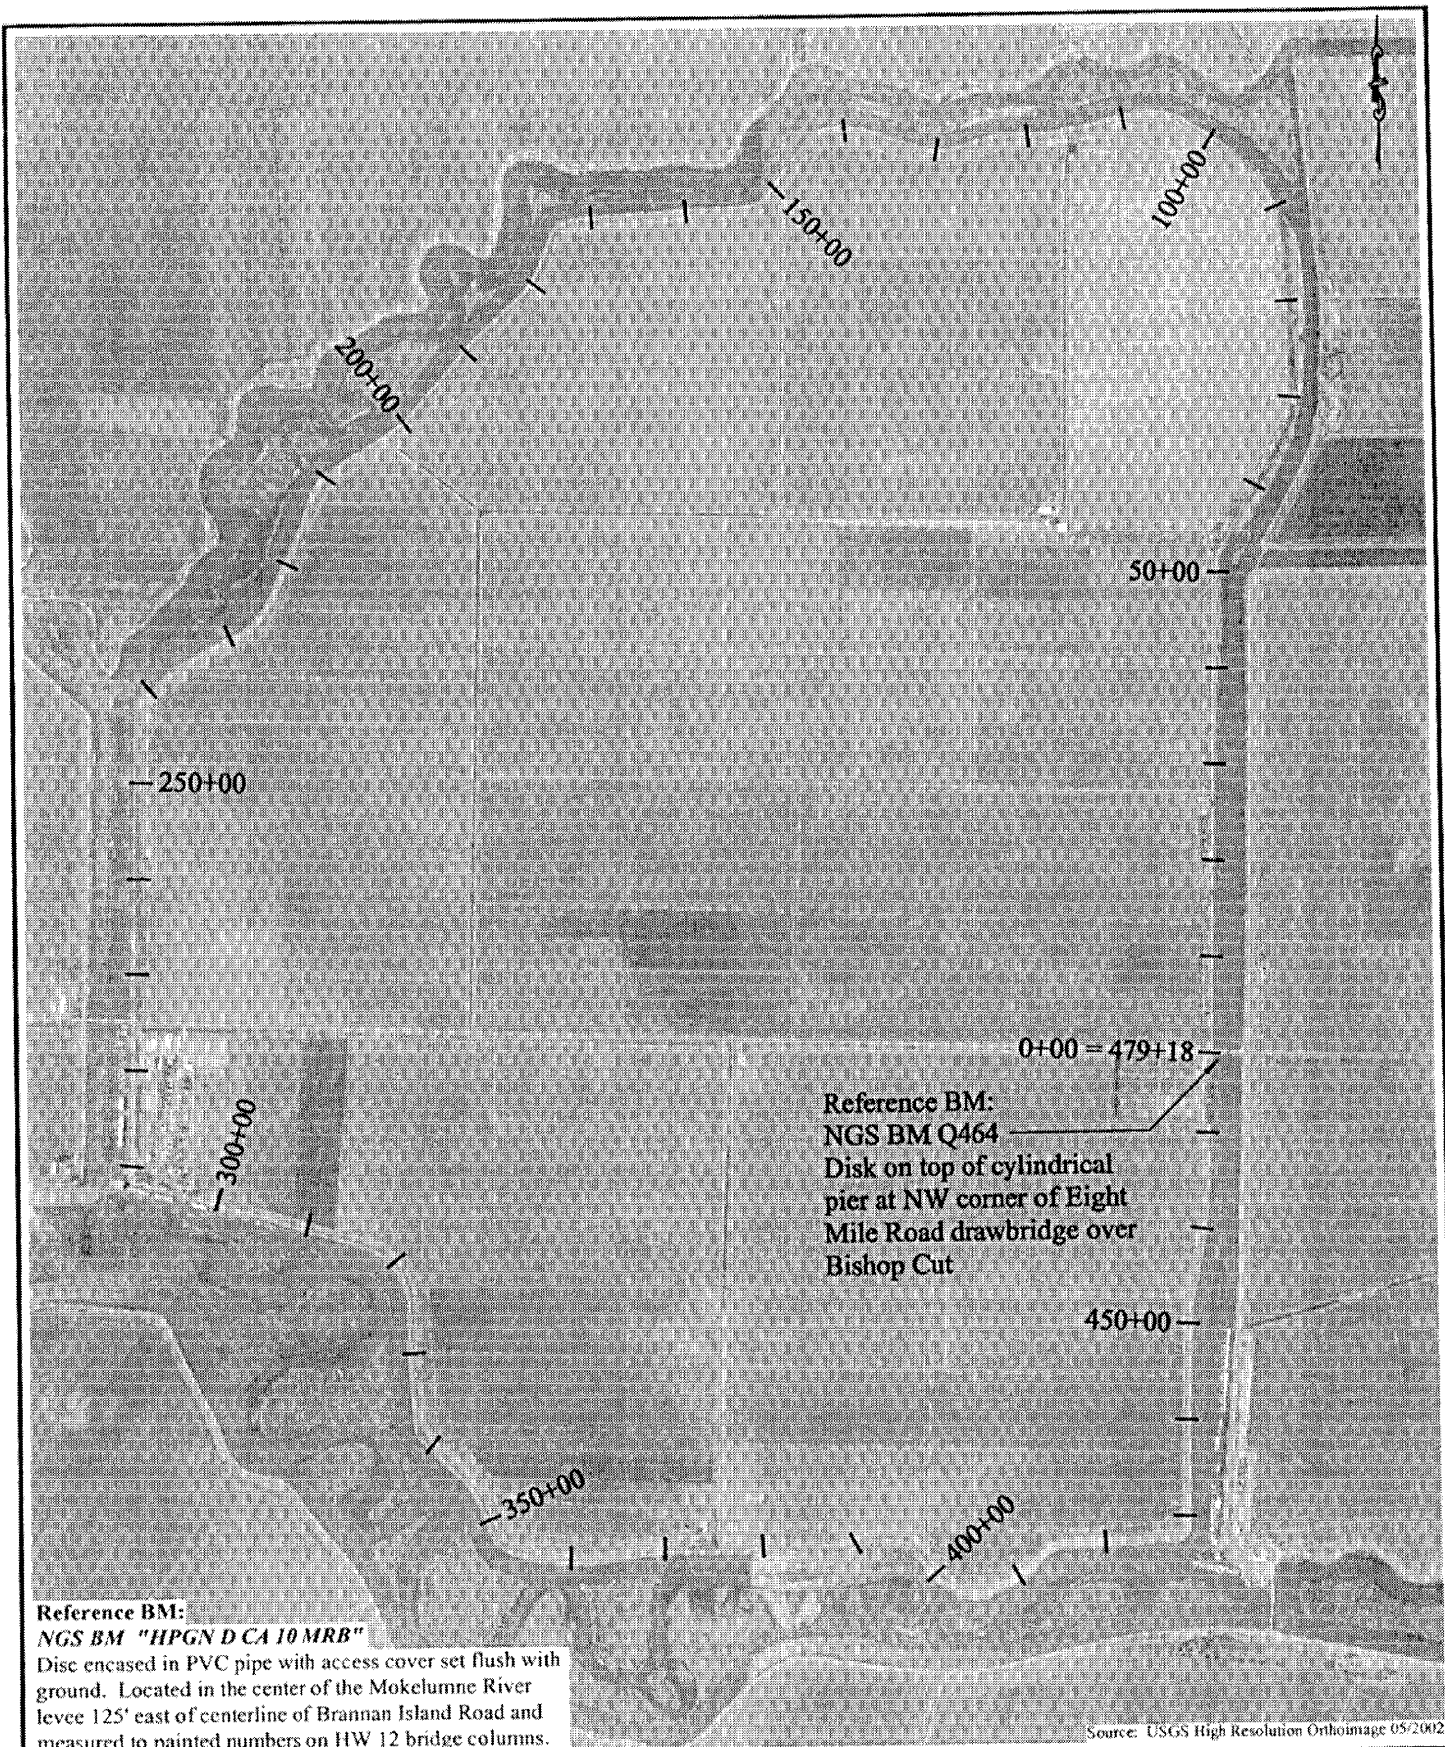 100+00
150+00
200+00
50+00
250+00
0+00 = 479+18
Reference BM:
NGS BM Q464
Disk on top of cylindrical
pier at NW corner of Eight
Mile Road drawbridge over
Bishop Cut
300+00
450+00
350+00
400+00
Reference BM:
NGS BM "HPGN D CA 10 MRB"
Disc encased in PVC pipe with access cover set flush with
ground. Located in the center of the Mokelumne River
levee 125' east of centerline of Brannan Island Road and
measured to painted numbers on HW 12 bridge columns.
Source: USGS High Resolution Orthoimage 05/2002